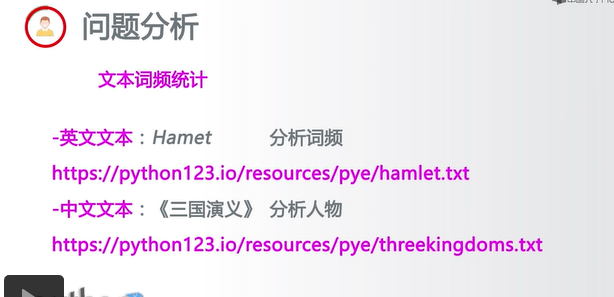 问题分析
文本词频统计
-英文文本：Hamet 分析词频
https://python123.io/resources/pye/hamlet.txt
-中文文本：《三国演义》 分析人物
https://python123.io/resources/pye/threekingdoms.txt